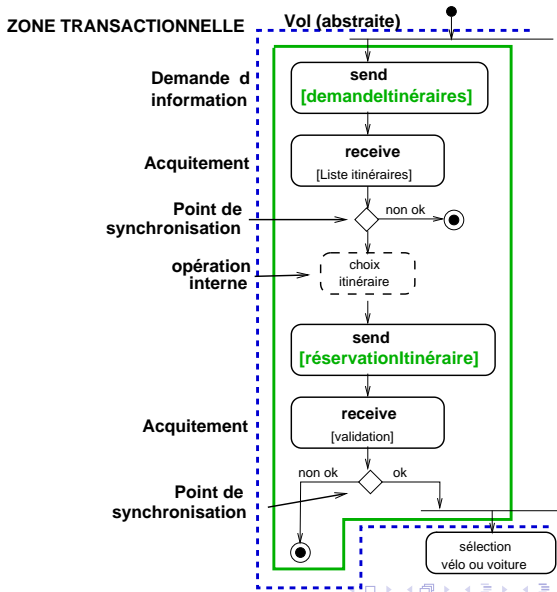 ZONE TRANSACTIONNELLE
Vol (abstraite)
Demande d
information
send
[demandeItinéraires]
Acquitement
receive
[Liste itinéraires]
Point de
synchronisation
non ok
opération
interne
choix
itinéraire
send
[réservationItinéraire]
Acquitement
receive
[validation]
non ok
ok
Point de
synchronisation
sélection
vélo ou voiture